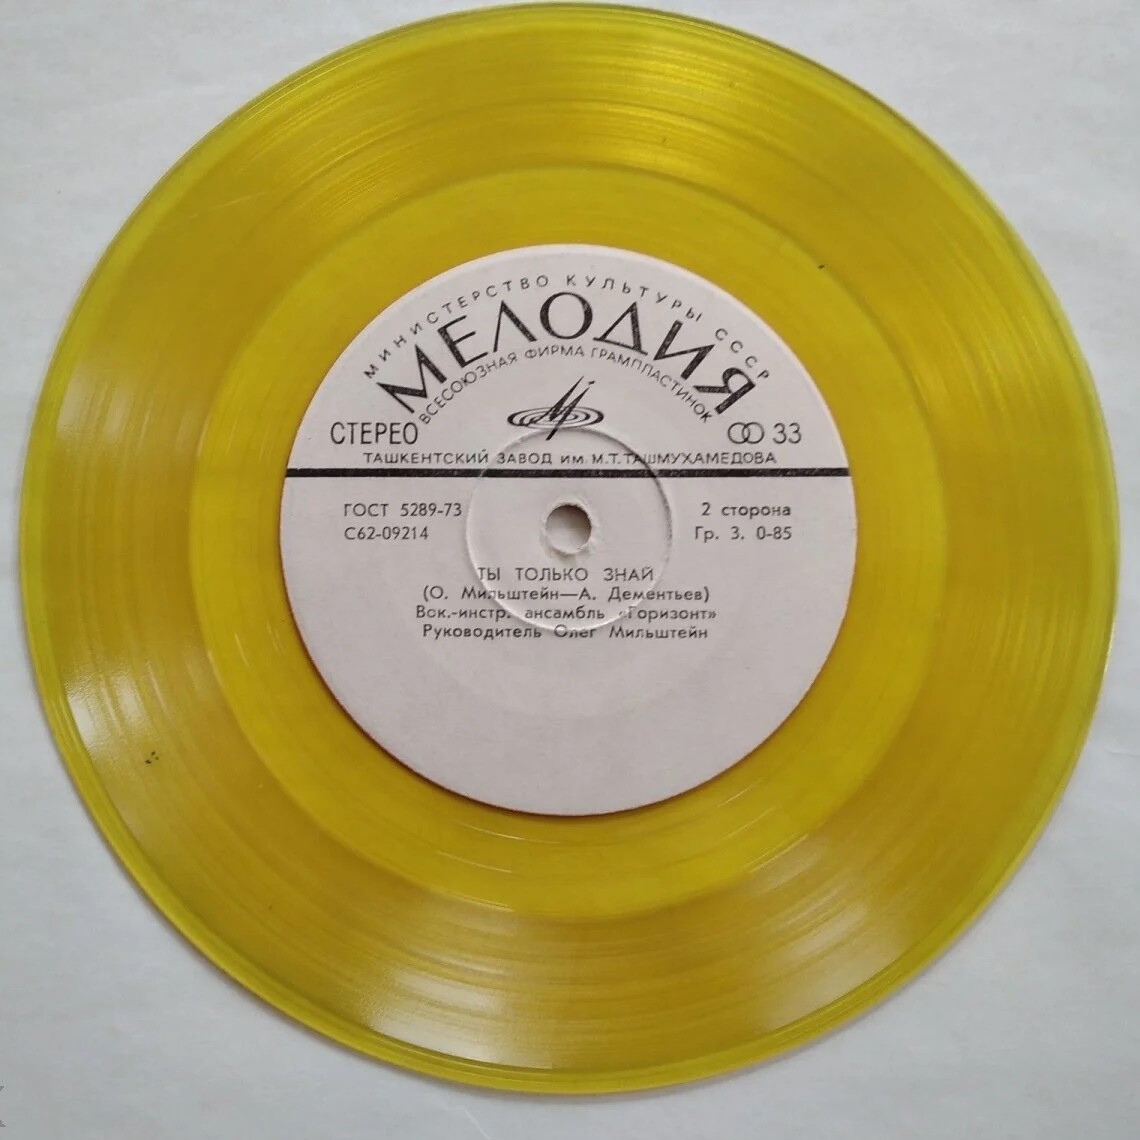 МИНИСТЕРСТВО КУЛЬТУРЫ СССР
МЕЛОДИЯ
ВСЕСОЮЗНАЯ ФИРМА ГРАМПЛАСТИНОК
СТЕРЕО 33
ТАШКЕНТСКИЙ ЗАВОД ИМ. М.Т. ТАШМУХАМЕДОВА
ГОСТ 5289-73 2 сторона
С62-09214 Гр. 3. 0-85
ТЫ ТОЛЬКО ЗНАЙ
(О. Мильштейн—А. Дементьев)
Вок.-инстр. ансамбль «Горизонт»
Руководитель Олег Мильштейн